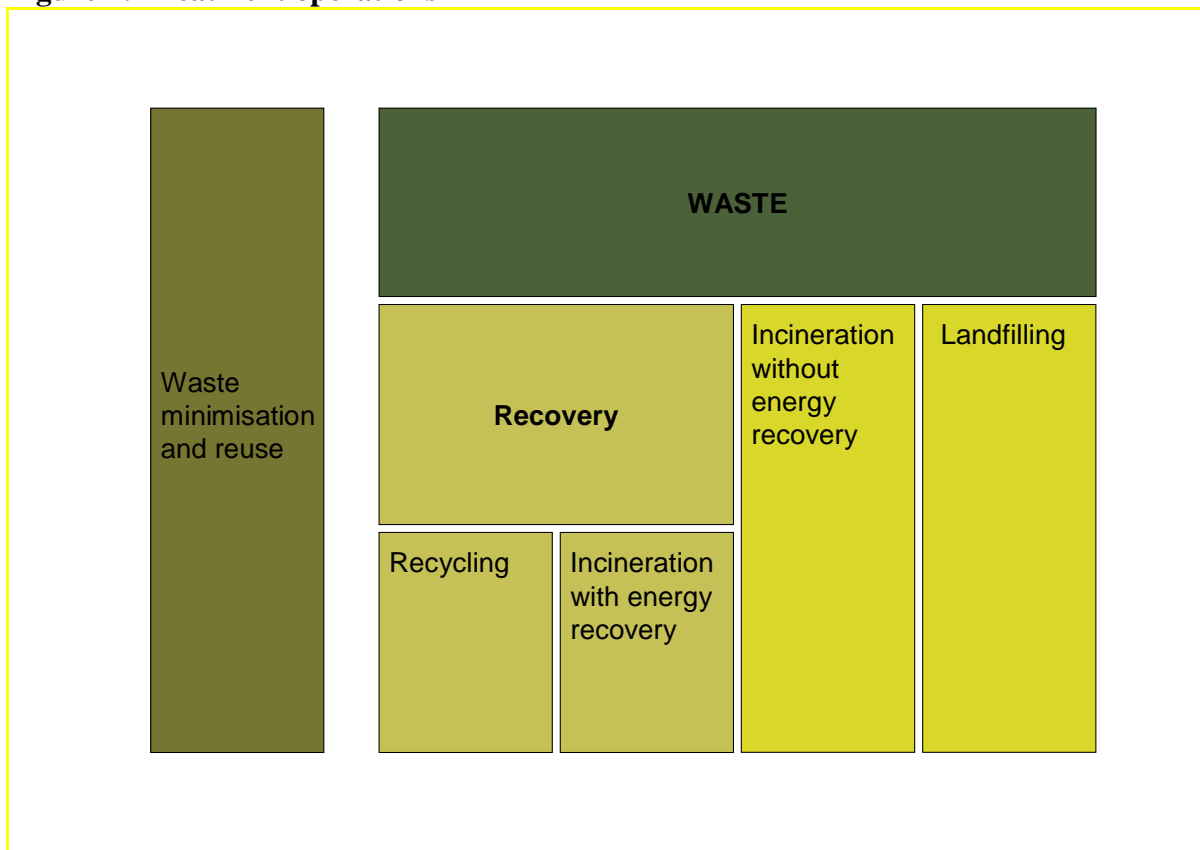 WASTE
Waste
minimisation
and reuse
Recovery
Incineration
without
energy
recovery
Landfilling
Recycling
Incineration
with energy
recovery